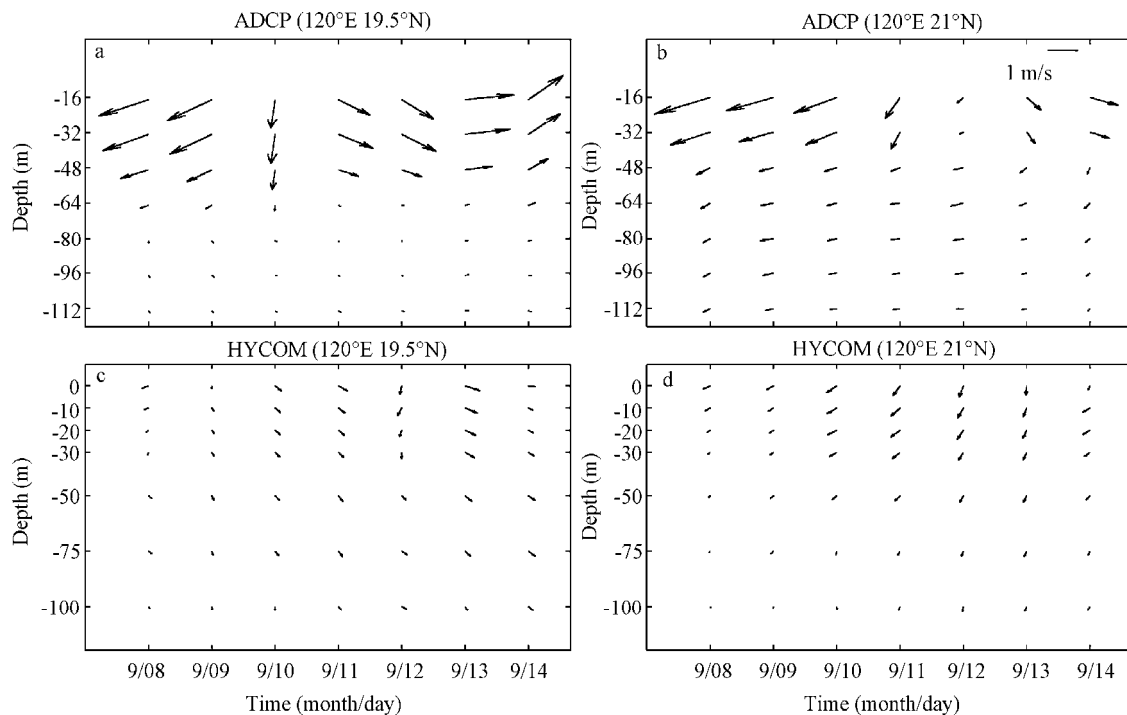 ADCP (120°E 19.5°N)
ADCP (120°E 21°N)
a
b
1 m/s
-16
-32
-48
-64
-80
-96
-112
Depth (m)
-16
-32
-48
-64
-80
-96
-112
Depth (m)
HYCOM (120°E 19.5°N)
HYCOM (120°E 21°N)
c
d
0
-10
-20
-30
-50
-75
-100
Depth (m)
0
-10
-20
-30
-50
-75
-100
Depth (m)
9/08 9/09 9/10 9/11 9/12 9/13 9/14
Time (month/day)
9/08 9/09 9/10 9/11 9/12 9/13 9/14
Time (month/day)